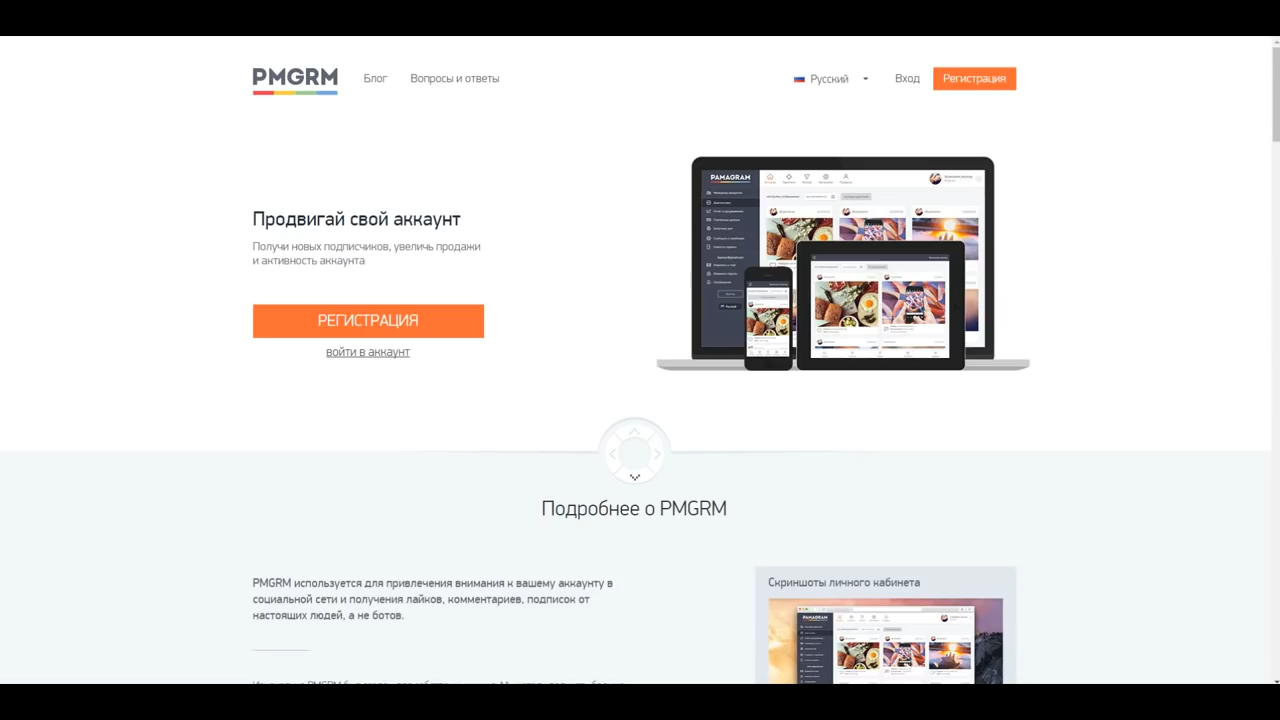 PMGRM
Блог
Вопросы и ответы
Русский
Вход
Регистрация
PAMAGRAM
Продвигай свой аккаунт
Получи новых подписчиков, увеличь продажи
и активность аккаунта
РЕГИСТРАЦИЯ
войти в аккаунт
Подробнее о PMGRM
PMGRM используется для привлечения внимания к вашему аккаунту в
социальной сети и получения лайков, комментариев, подписок от
настоящих людей, а не ботов.
Скриншоты личного кабинета
PAMAGRAM